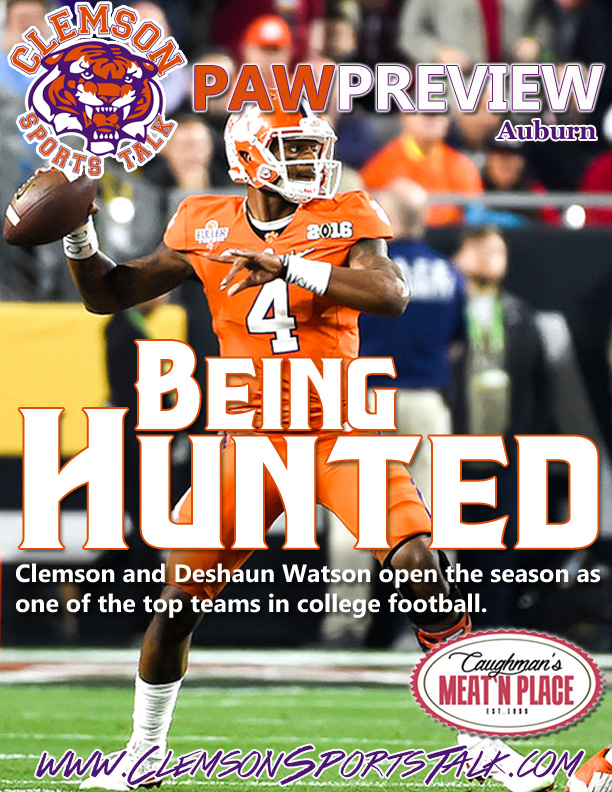 CLEMSON
SPORTS TALK
PAWPREVIEW
Auburn
FULLER
2016
4
BEING
HUNTED
Clemson and Deshaun Watson open the season as
one of the top teams in college football.
Caughman's
MEAT'N PLACE
EST. 1955
WWW.CLEMSONSPORTSTALK.COM